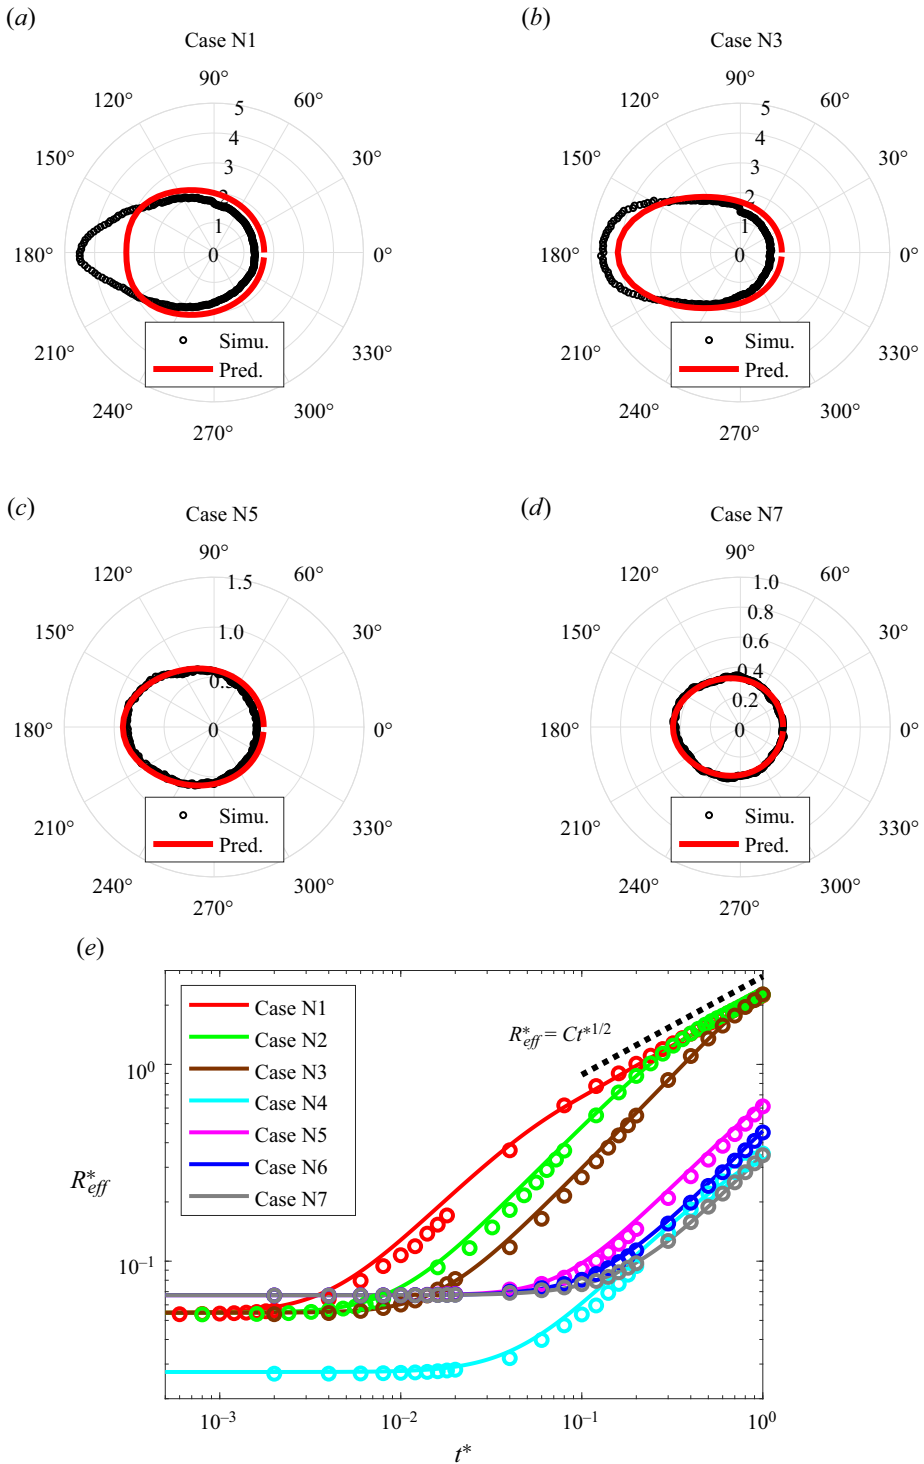 (a)
Case N1
90°
120°
60°
150°
30°
180°
0°
210°
330°
240°
300°
270°
5
4
3
2
1
0
Simu.
Pred.
(b)
Case N3
90°
120°
60°
150°
30°
180°
0°
210°
330°
240°
300°
270°
5
4
3
2
1
0
Simu.
Pred.
(c)
Case N5
90°
120°
60°
150°
30°
180°
0°
210°
330°
240°
300°
270°
1.5
1.0
0
Simu.
Pred.
(d)
Case N7
90°
120°
60°
150°
30°
180°
0°
210°
330°
240°
300°
270°
1.0
0.8
0.6
0.4
0.2
0
Simu.
Pred.
(e)
Case N1
Case N2
Case N3
Case N4
Case N5
Case N6
Case N7
R*eff = Ct*1/2
R*eff
10⁰
10⁻¹
10⁻³
10⁻²
10⁻¹
10⁰
t*